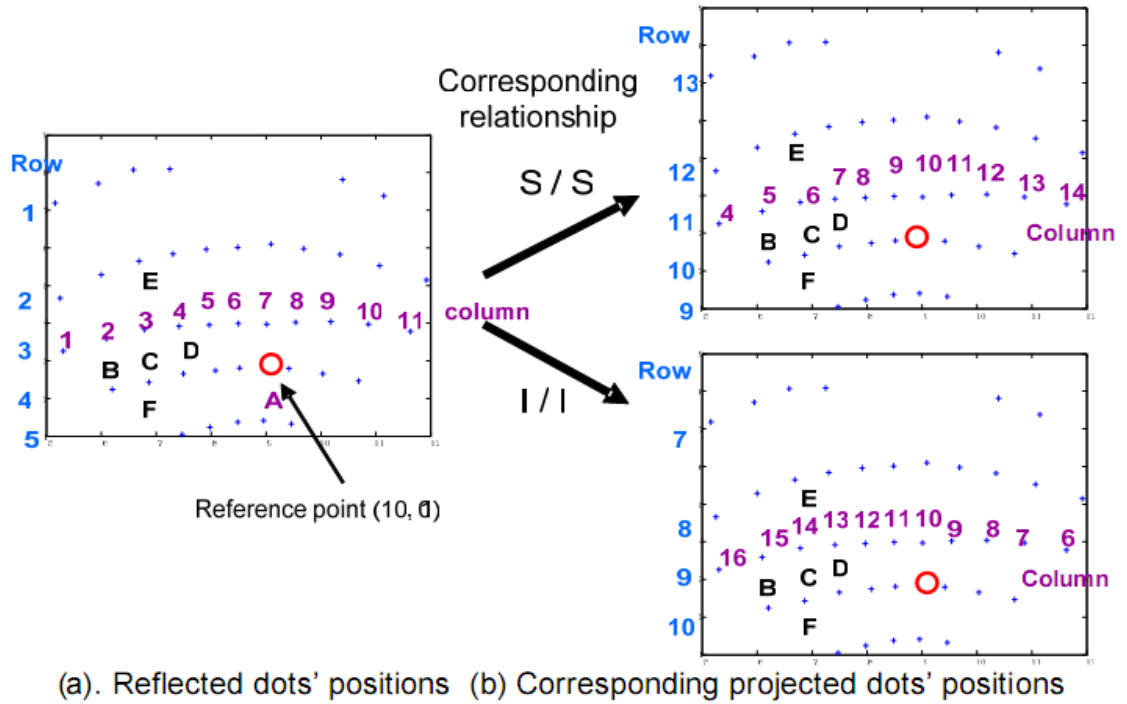 Row
1
2
3
4
5
1 2 3 4 5 6 7 8 9 10 11 column
E
B C D
F
A
Reference point (10, 0)
Corresponding
relationship
S / S
I / I
Row
13
12
11
10
9
4 5 6 7 8 9 10 11 12 13 14
Column
E
B C D
F
Row
7
8
9
10
16 15 14 13 12 11 10 9 8 7 6
Column
E
B C D
F
(a). Reflected dots' positions (b) Corresponding projected dots' positions